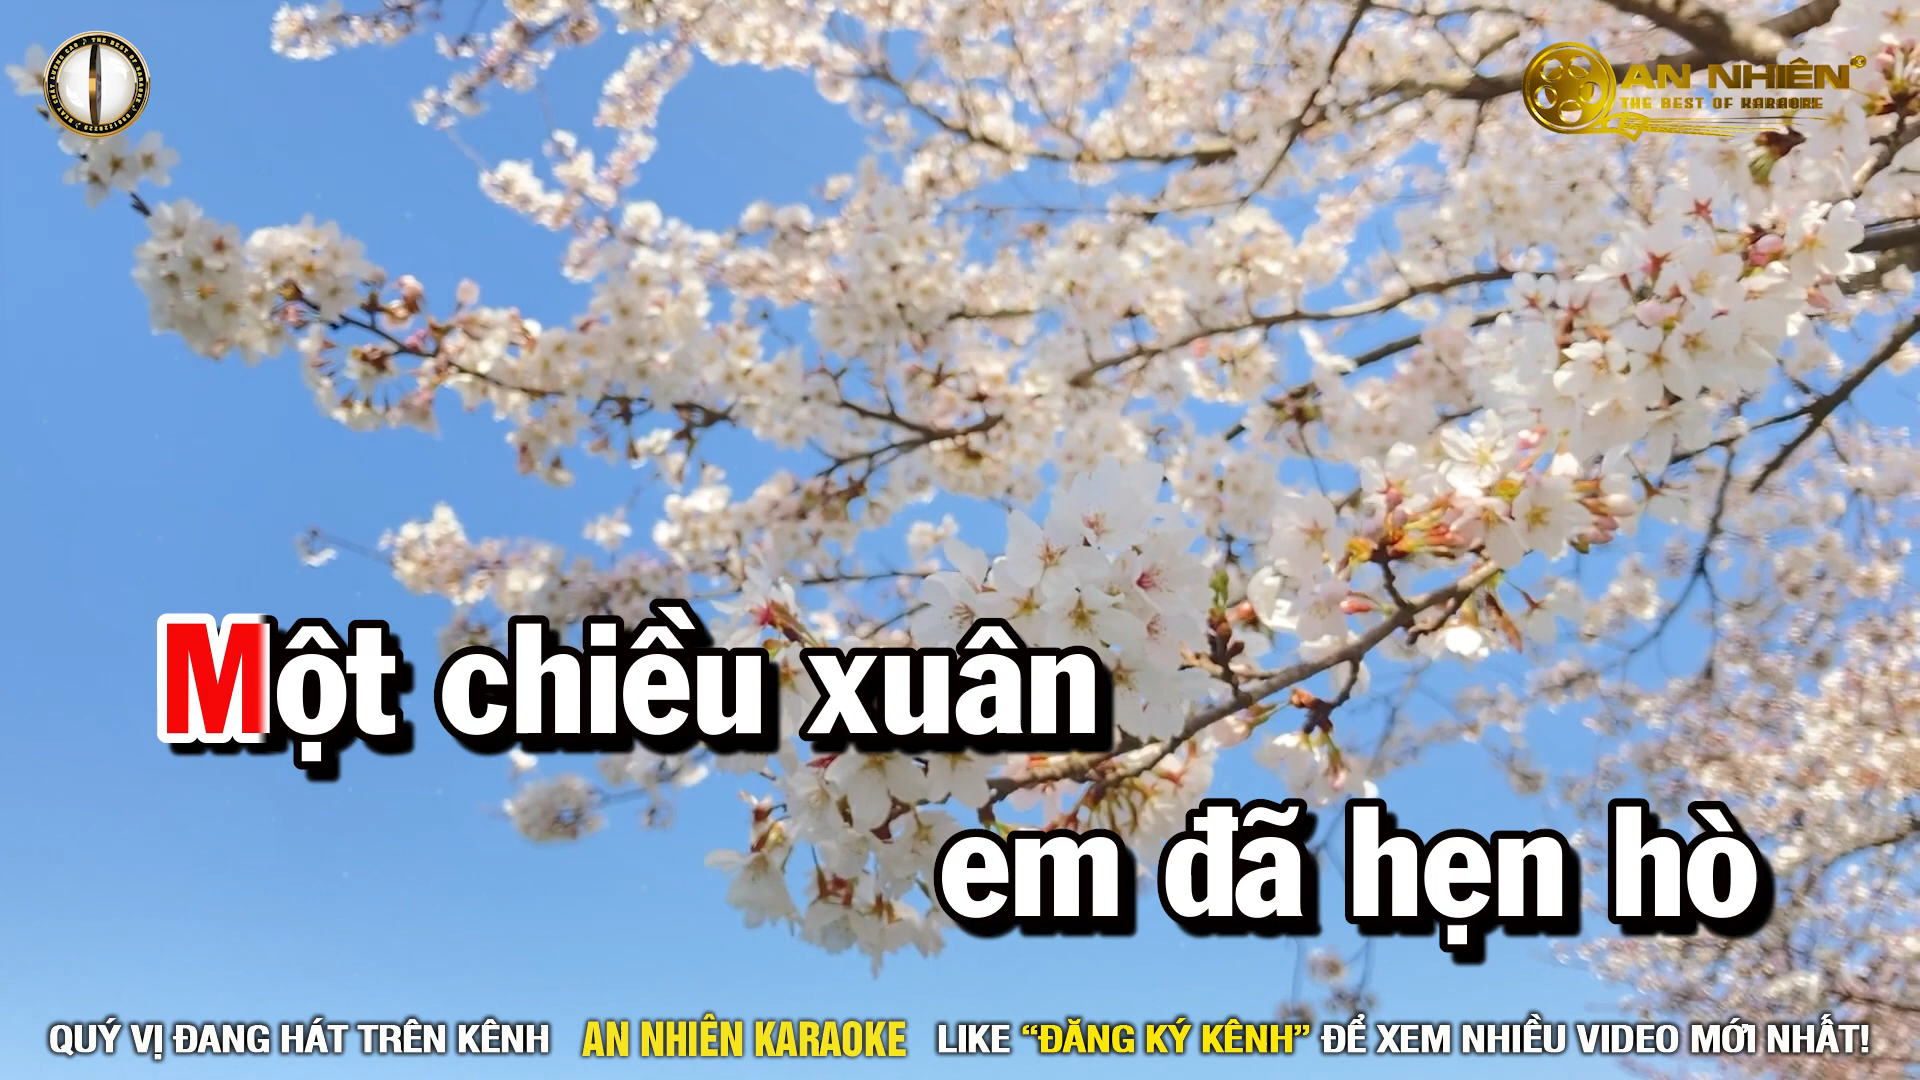 AN NHIÊN
THE BEST OF KARAOKE
Một chiều xuân
em đã hẹn hò
QUÝ VỊ ĐANG HÁT TRÊN KÊNH AN NHIÊN KARAOKE LIKE “ĐĂNG KÝ KÊNH” ĐỂ XEM NHIỀU VIDEO MỚI NHẤT!